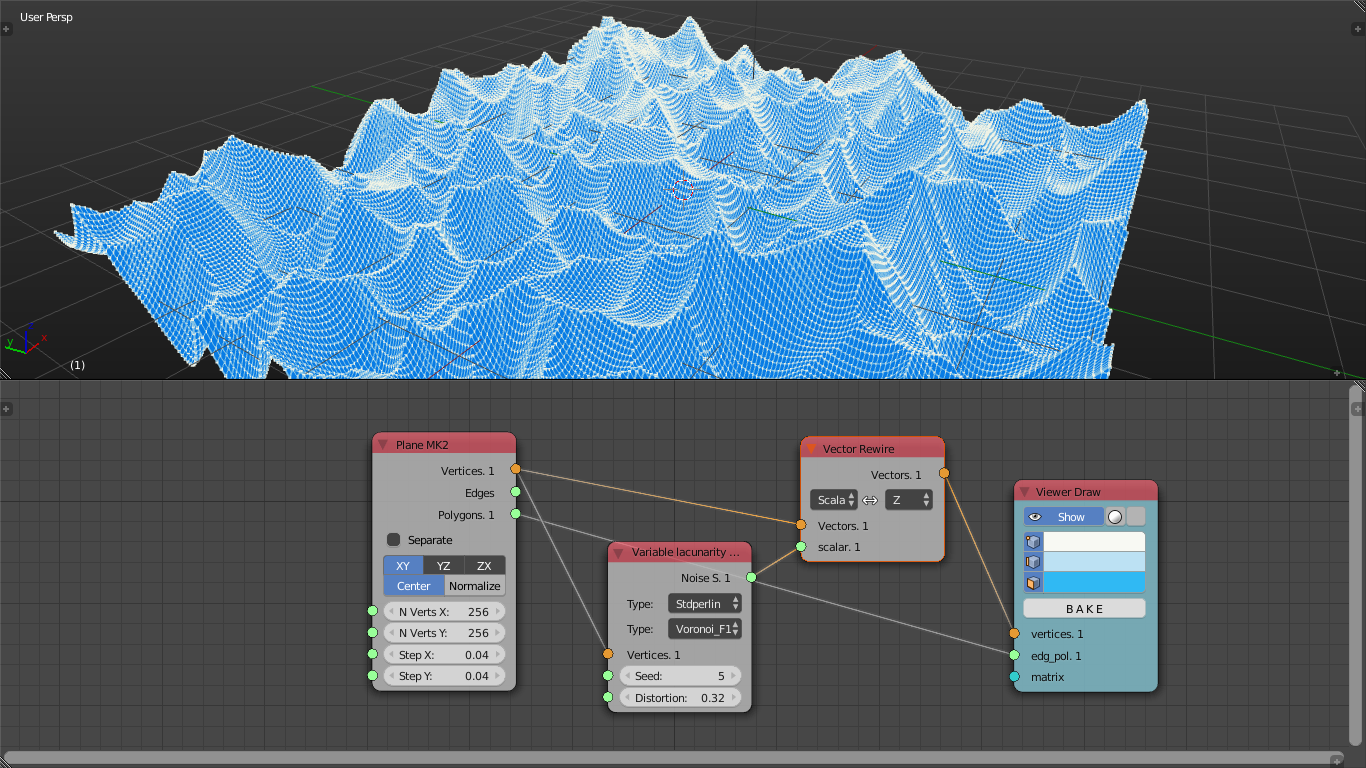 User Persp
z
y
x
(1)
Plane MK2
Vertices. 1
Edges
Polygons. 1
Separate
XY YZ ZX
Center Normalize
N Verts X: 256
N Verts Y: 256
Step X: 0.04
Step Y: 0.04
Variable lacunarity ...
Noise S. 1
Type: Stdperlin
Type: Voronoi_F1
Vertices. 1
Seed: 5
Distortion: 0.32
Vector Rewire
Vectors. 1
Scala Z
Vectors. 1
scalar. 1
Viewer Draw
Show
BAKE
vertices. 1
edg_pol. 1
matrix